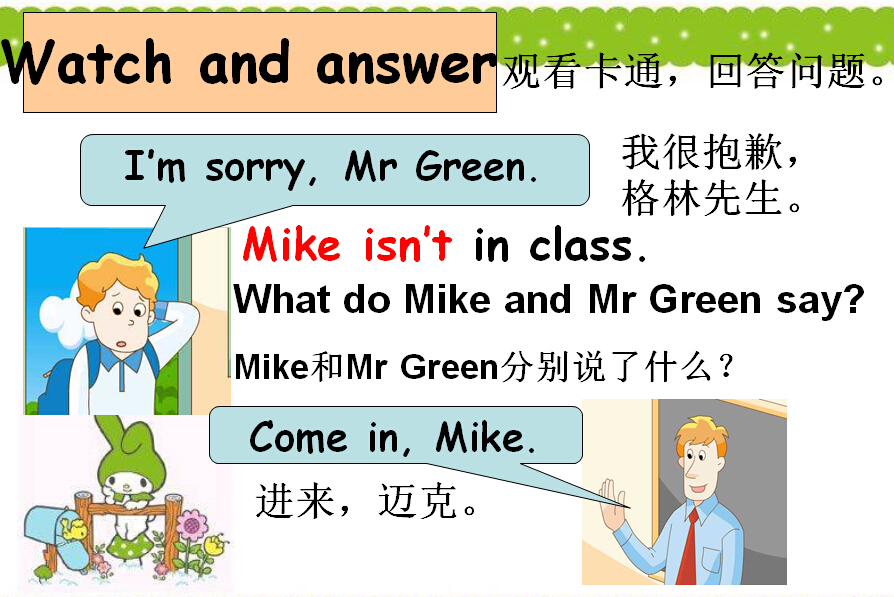 Watch and answer 观看卡通，回答问题。
I'm sorry, Mr Green.
我很抱歉，
格林先生。
Mike isn't in class.
What do Mike and Mr Green say?
Mike和Mr Green分别说了什么？
Come in, Mike.
进来，迈克。